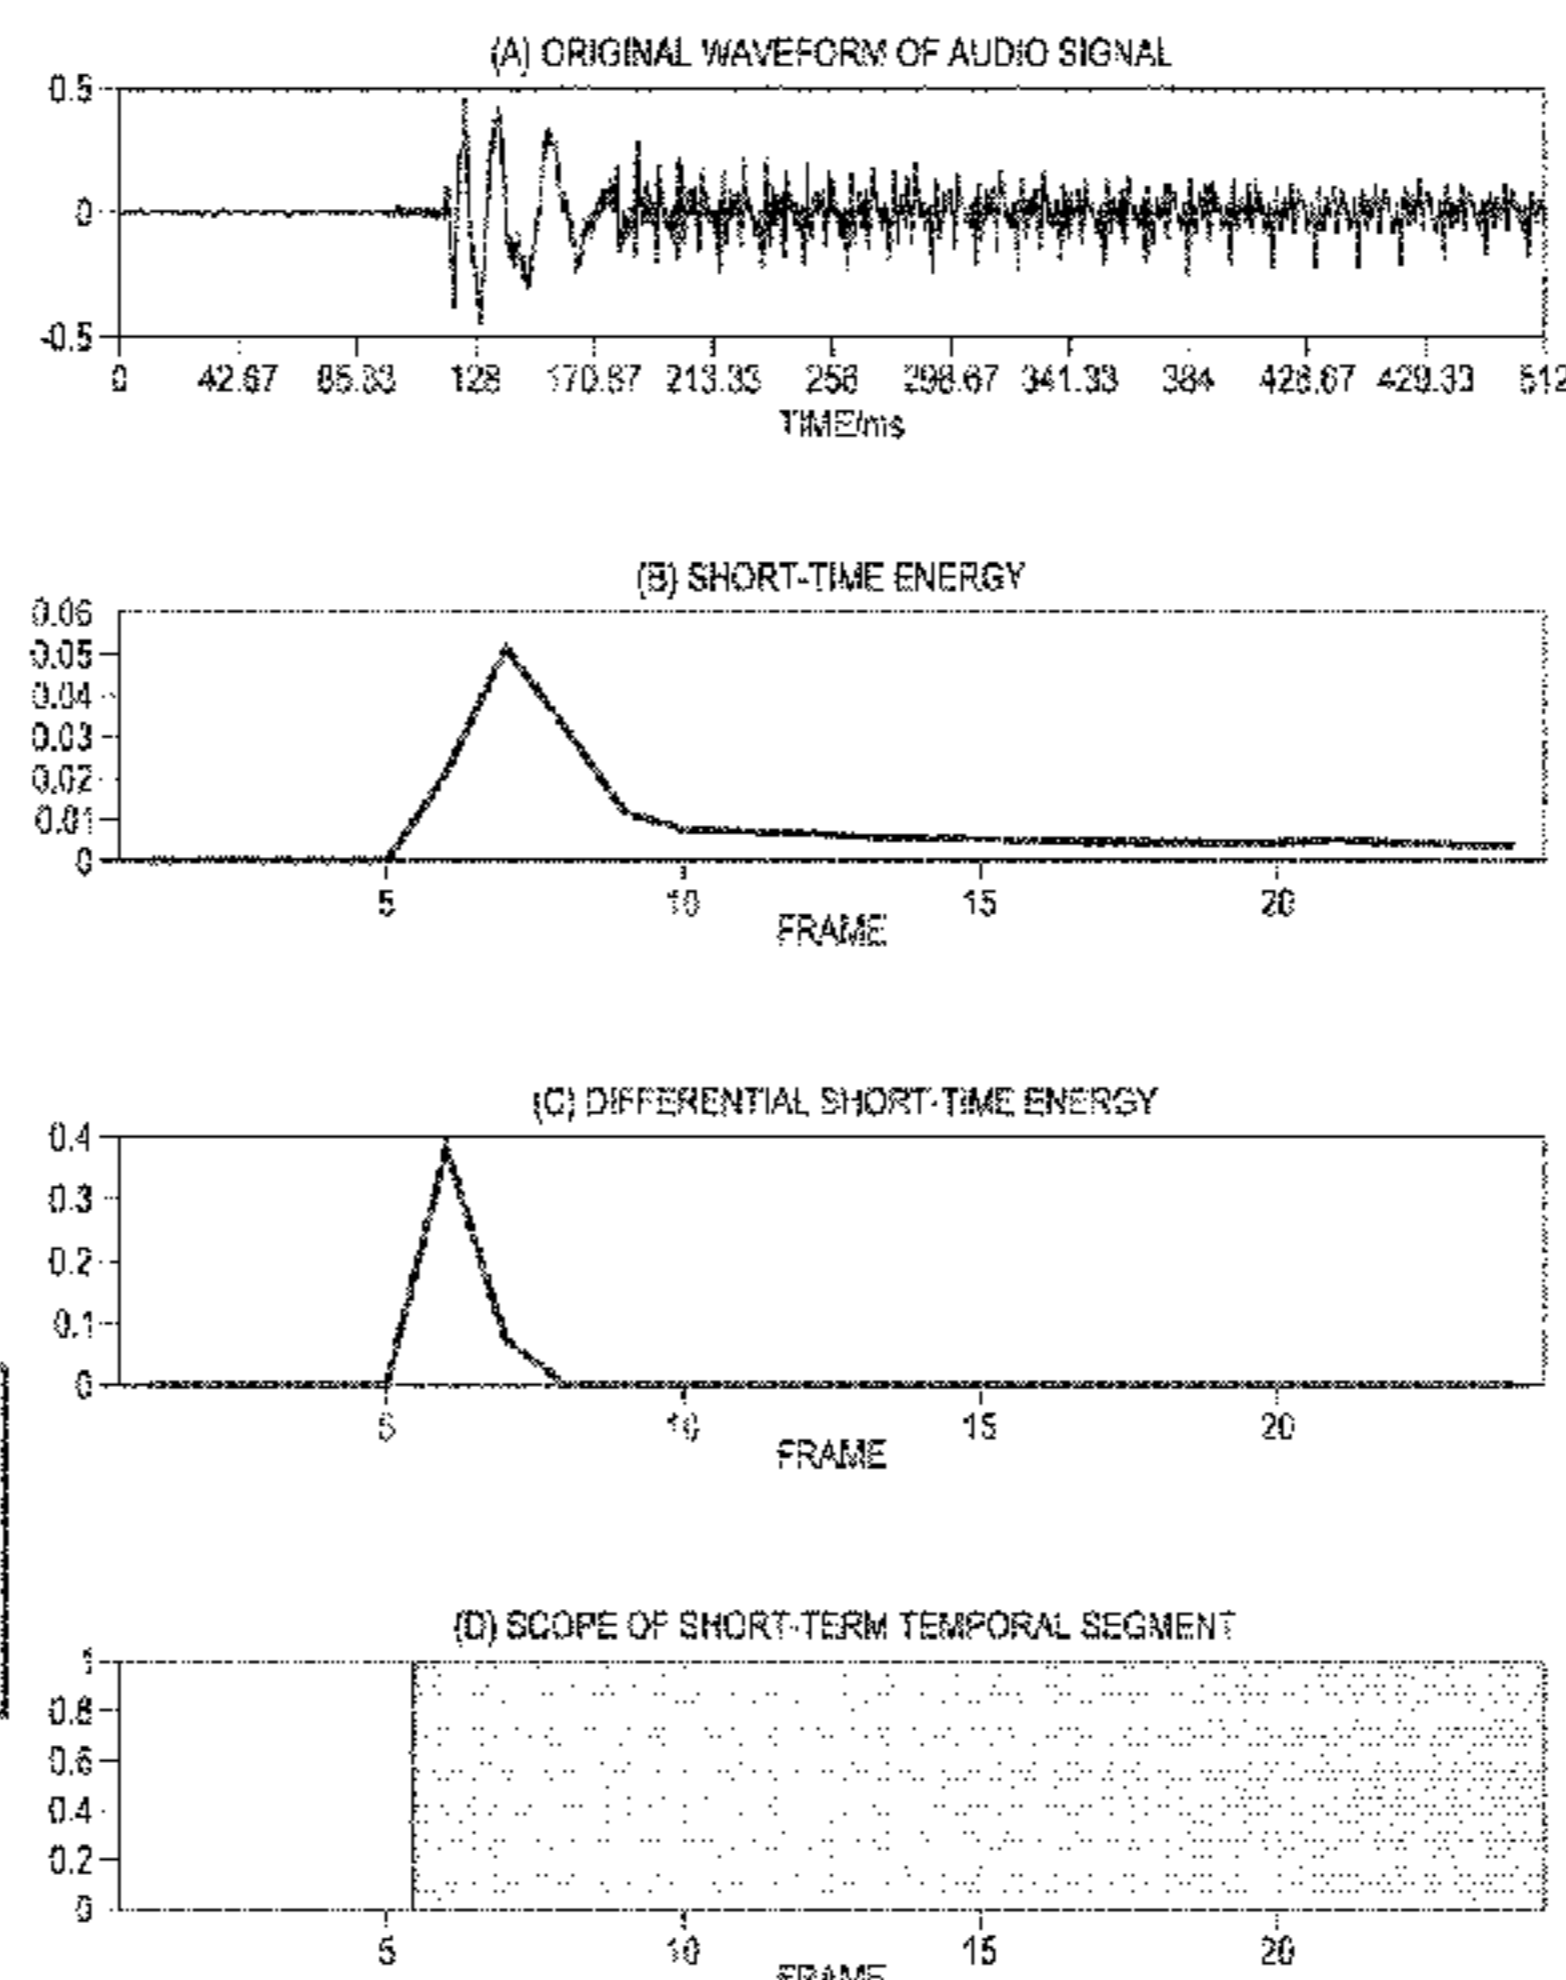 (A) ORIGINAL WAVEFORM OF AUDIO SIGNAL
0.5
0
-0.5
0 42.67 85.33 128 170.67 213.33 256 298.67 341.33 384 426.67 429.33 512
TIME/ms
(B) SHORT-TIME ENERGY
0.06
0.05
0.04
0.03
0.02
0.01
0
5 10 15 20
FRAME
(C) DIFFERENTIAL SHORT-TIME ENERGY
0.4
0.3
0.2
0.1
0
5 10 15 20
FRAME
(D) SCOPE OF SHORT-TERM TEMPORAL SEGMENT
1
0.8
0.6
0.4
0.2
0
5 10 15 20
FRAME